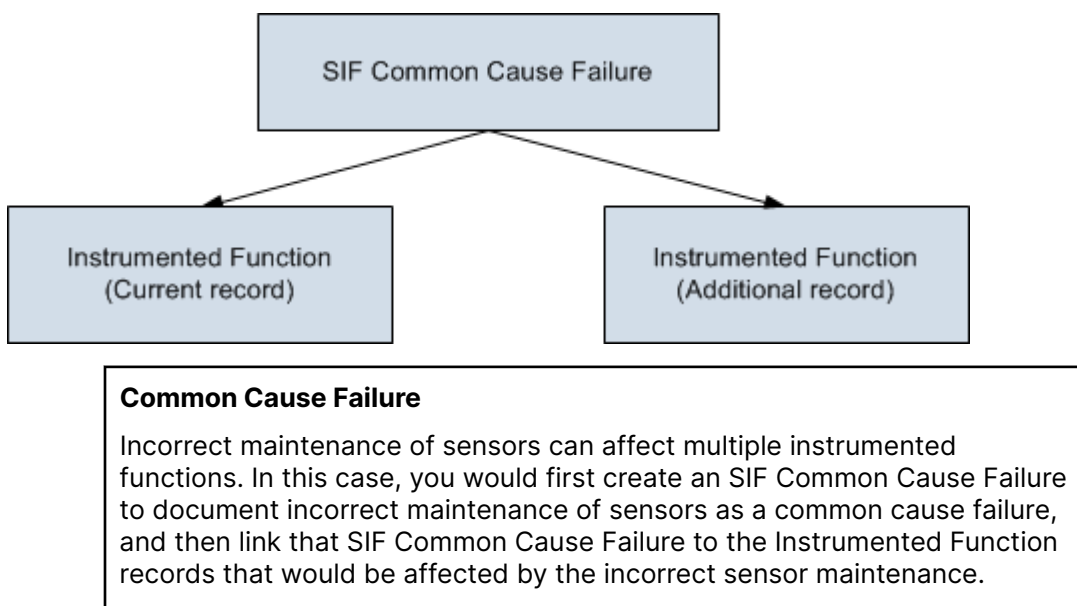 SIF Common Cause Failure
Instrumented Function
(Current record)
Instrumented Function
(Additional record)
Common Cause Failure
Incorrect maintenance of sensors can affect multiple instrumented
functions. In this case, you would first create an SIF Common Cause Failure
to document incorrect maintenance of sensors as a common cause failure,
and then link that SIF Common Cause Failure to the Instrumented Function
records that would be affected by the incorrect sensor maintenance.